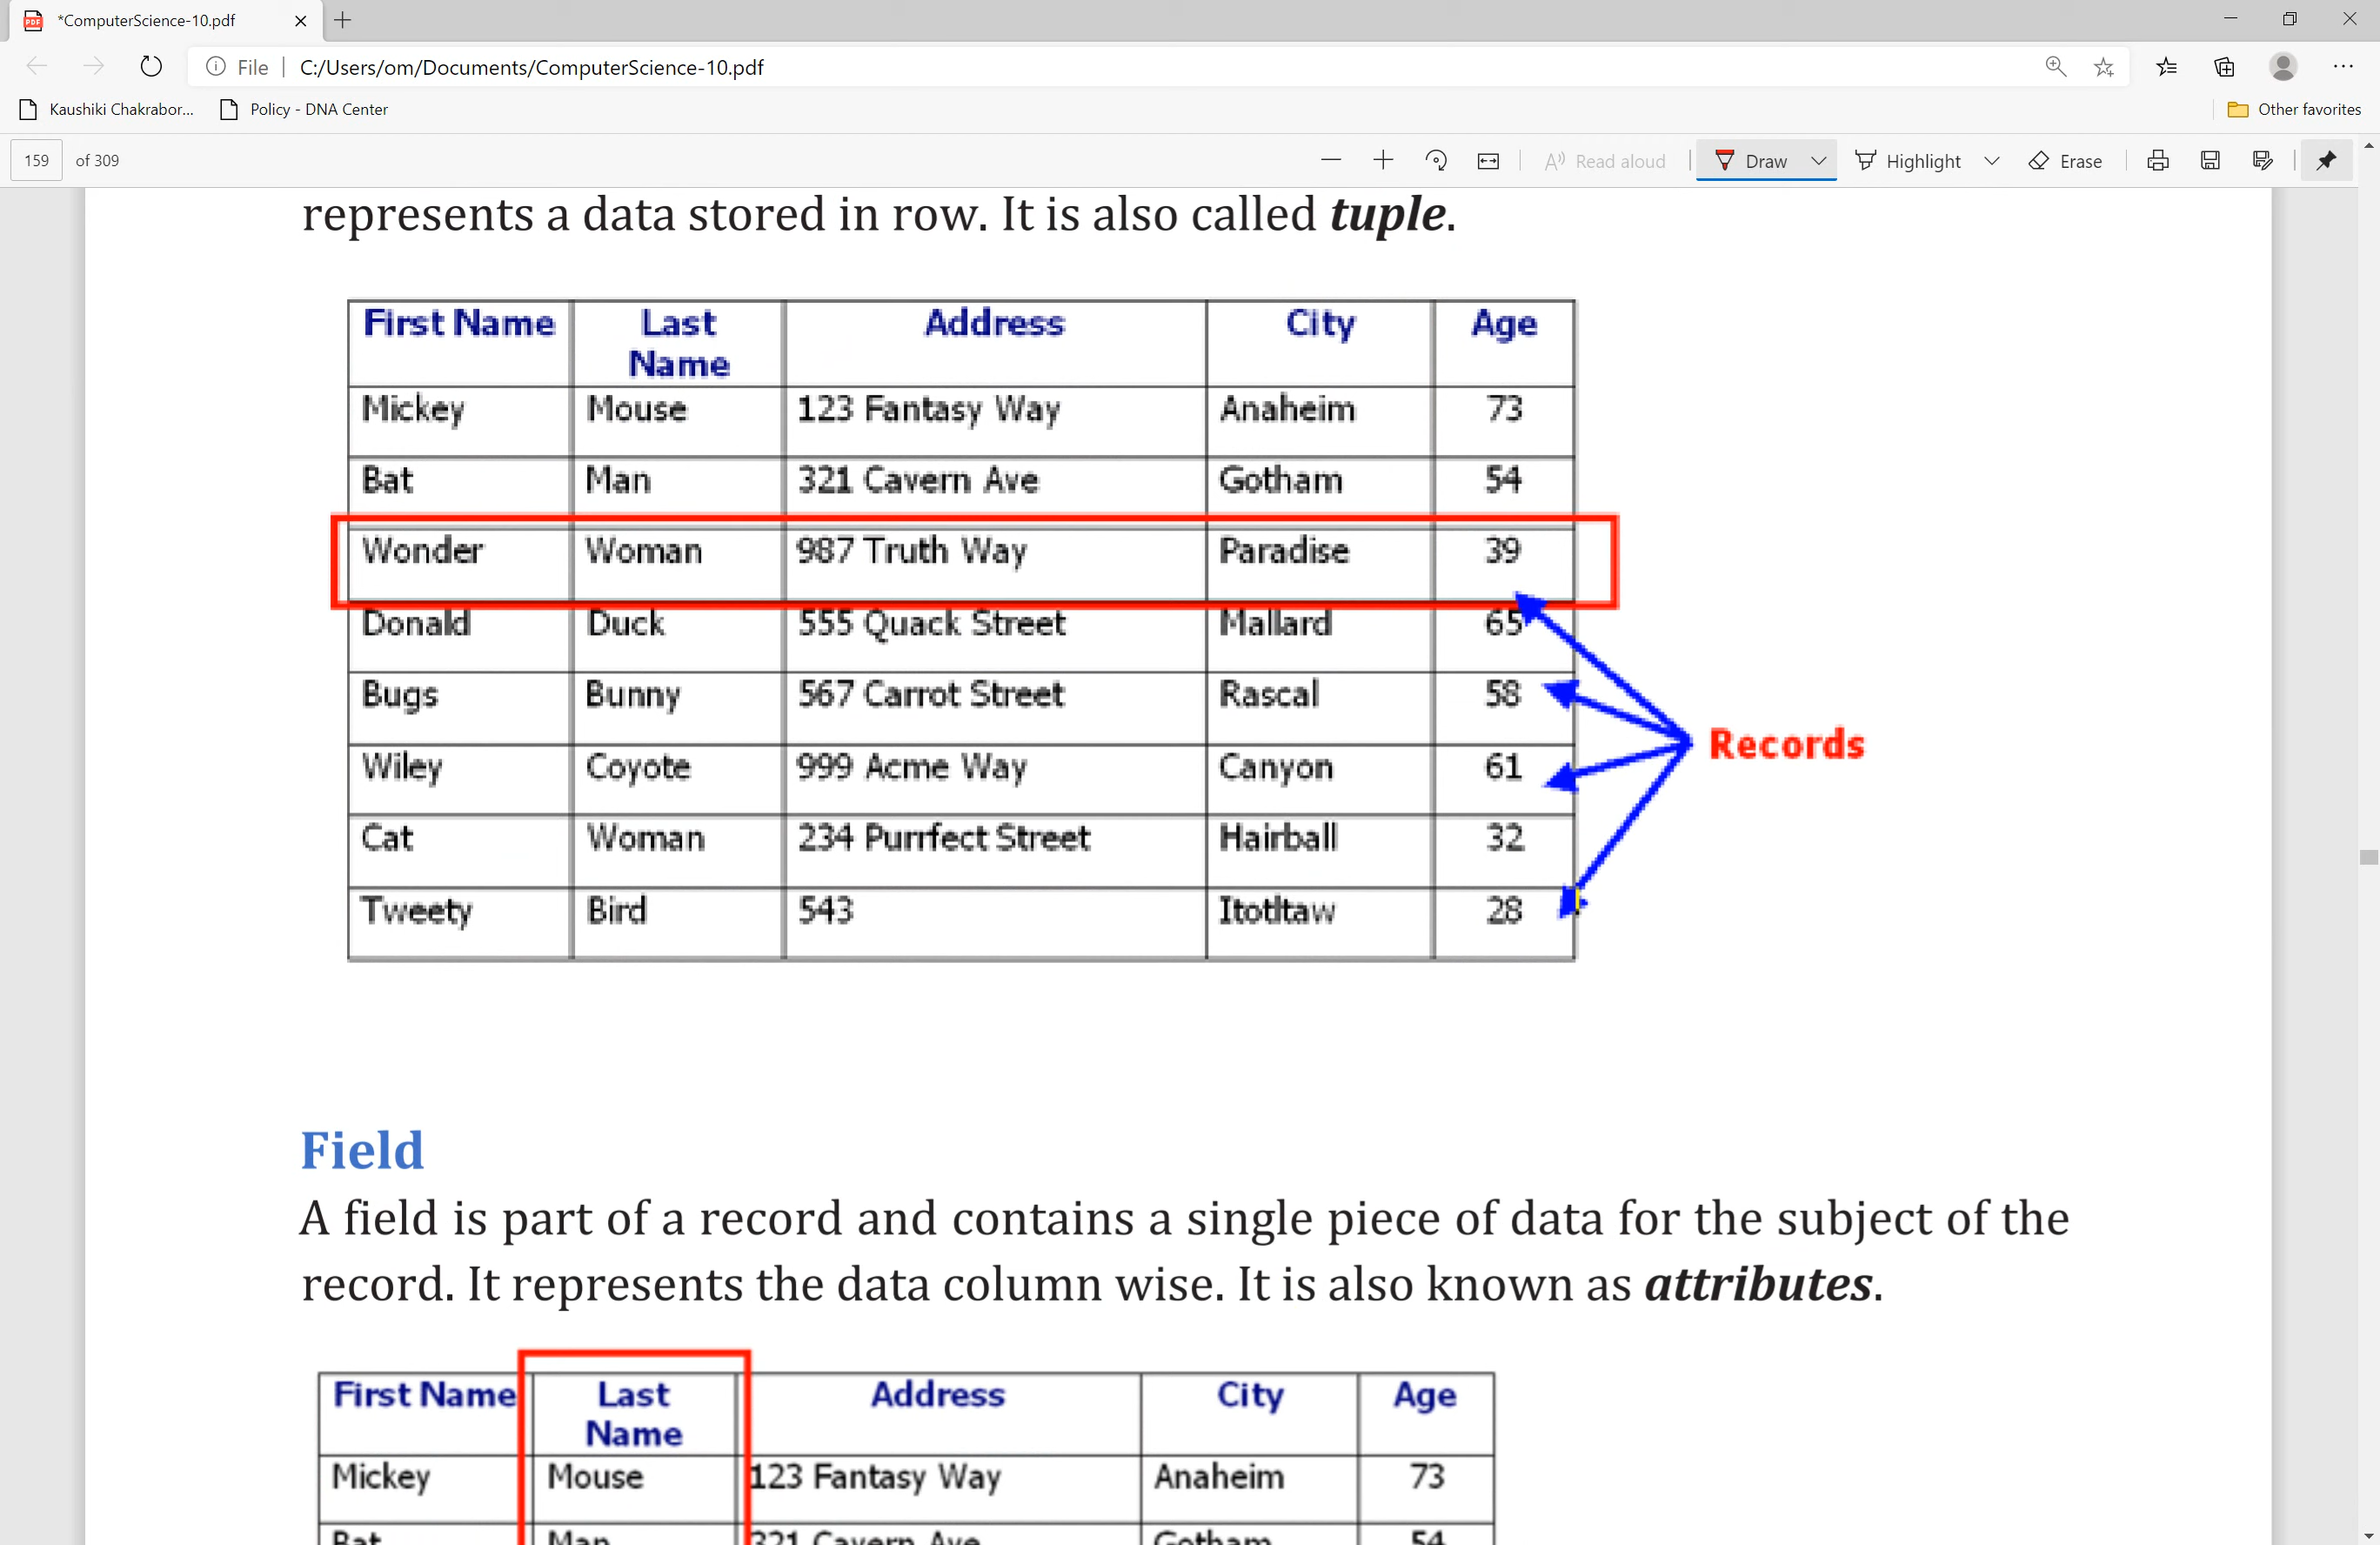 *ComputerScience-10.pdf
File C:/Users/om/Documents/ComputerScience-10.pdf
Kaushiki Chakrabor... Policy - DNA Center Other favorites
159 of 309 Read aloud Draw Highlight Erase
represents a data stored in row. It is also called tuple.
First Name Last Name Address City Age
Mickey Mouse 123 Fantasy Way Anaheim 73
Bat Man 321 Cavern Ave Gotham 54
Wonder Woman 987 Truth Way Paradise 39
Donald Duck 555 Quack Street Mallard 65
Bugs Bunny 567 Carrot Street Rascal 58
Records
Wiley Coyote 999 Acme Way Canyon 61
Cat Woman 234 Purrfect Street Hairball 32
Tweety Bird 543 Itotltaw 28
Field
A field is part of a record and contains a single piece of data for the subject of the
record. It represents the data column wise. It is also known as attributes.
First Name Last Name Address City Age
Mickey Mouse 123 Fantasy Way Anaheim 73
Bat Man 321 Cavern Ave Gotham 54